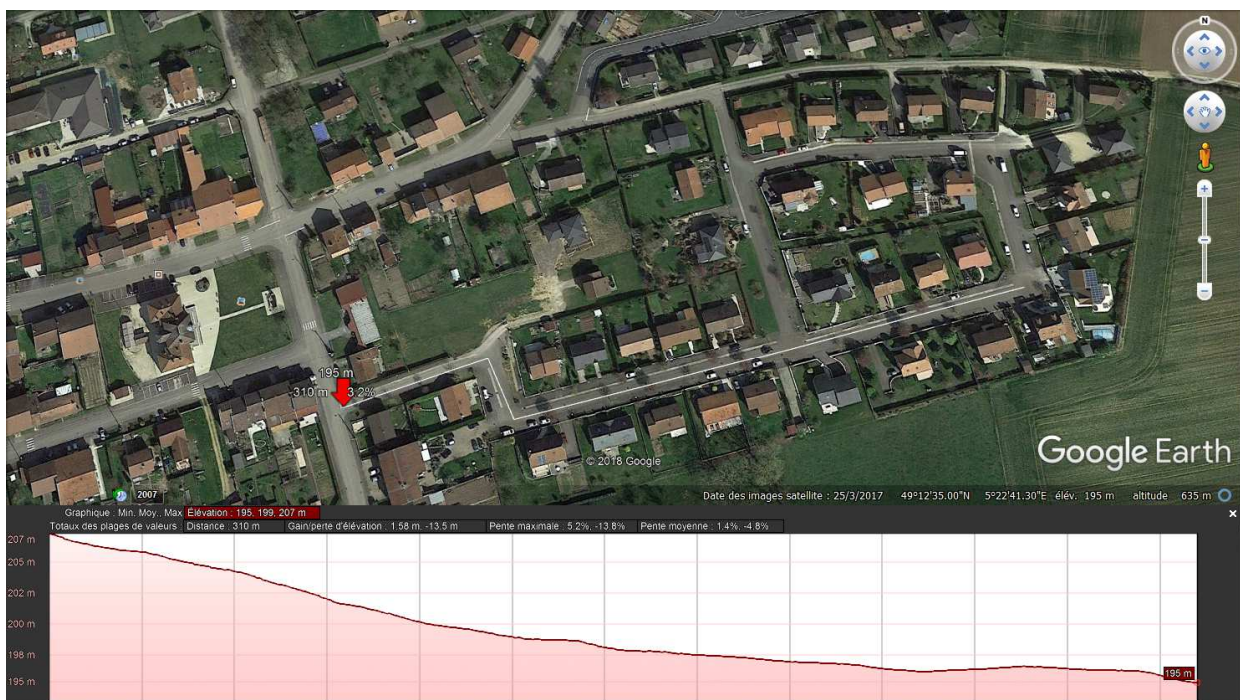 N
195 m
-310 m 3.2%
© 2018 Google
Google Earth
2007
Date des images satellite : 25/3/2017 49°12'35.00"N 5°22'41.30"E élév. 195 m altitude 635 m
Graphique : Min. Moy., Max Élévation : 195, 199, 207 m
Totaux des plages de valeurs : Distance : 310 m Gain/perte d'élévation : 1.58 m, -13.5 m Pente maximale : 5.2%, -13.8% Pente moyenne : 1.4%, -4.8%
207 m
205 m
202 m
200 m
198 m
195 m
195 m